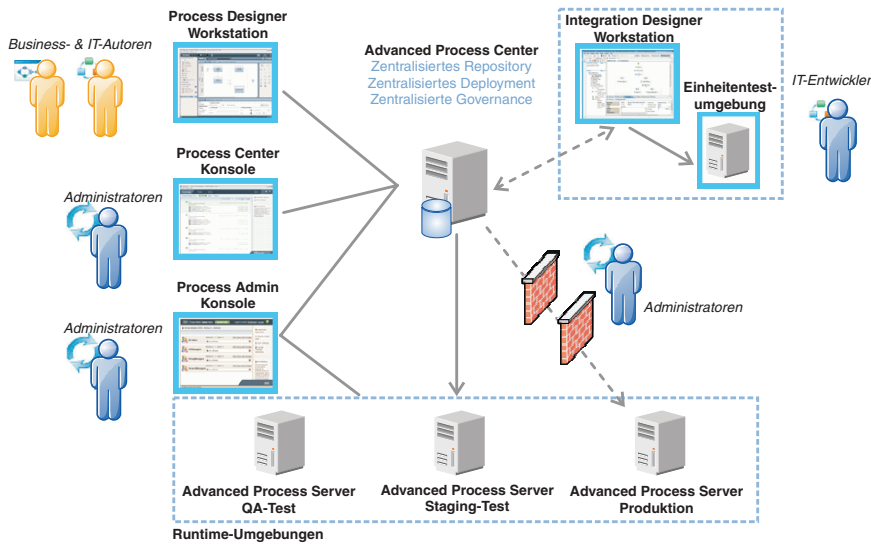 Business- & IT-Autoren
Process Designer
Workstation
Advanced Process Center
Zentralisiertes Repository
Zentralisiertes Deployment
Zentralisierte Governance
Integration Designer
Workstation
Einheitentest-
umgebung
IT-Entwickler
Process Center
Konsole
Administratoren
Process Admin
Konsole
Administratoren
Administratoren
Advanced Process Server
QA-Test
Advanced Process Server
Staging-Test
Advanced Process Server
Produktion
Runtime-Umgebungen